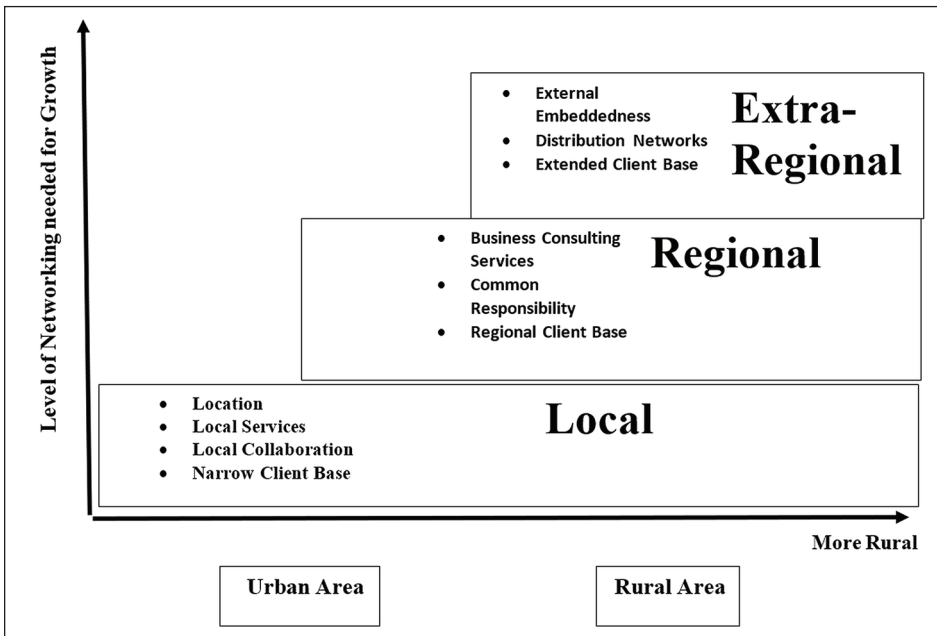 Level of Networking needed for Growth
• External
Embeddedness
• Distribution Networks
• Extended Client Base
Extra-
Regional
• Business Consulting
Services
• Common
Responsibility
• Regional Client Base
Regional
• Location
• Local Services
• Local Collaboration
• Narrow Client Base
Local
More Rural
Urban Area
Rural Area